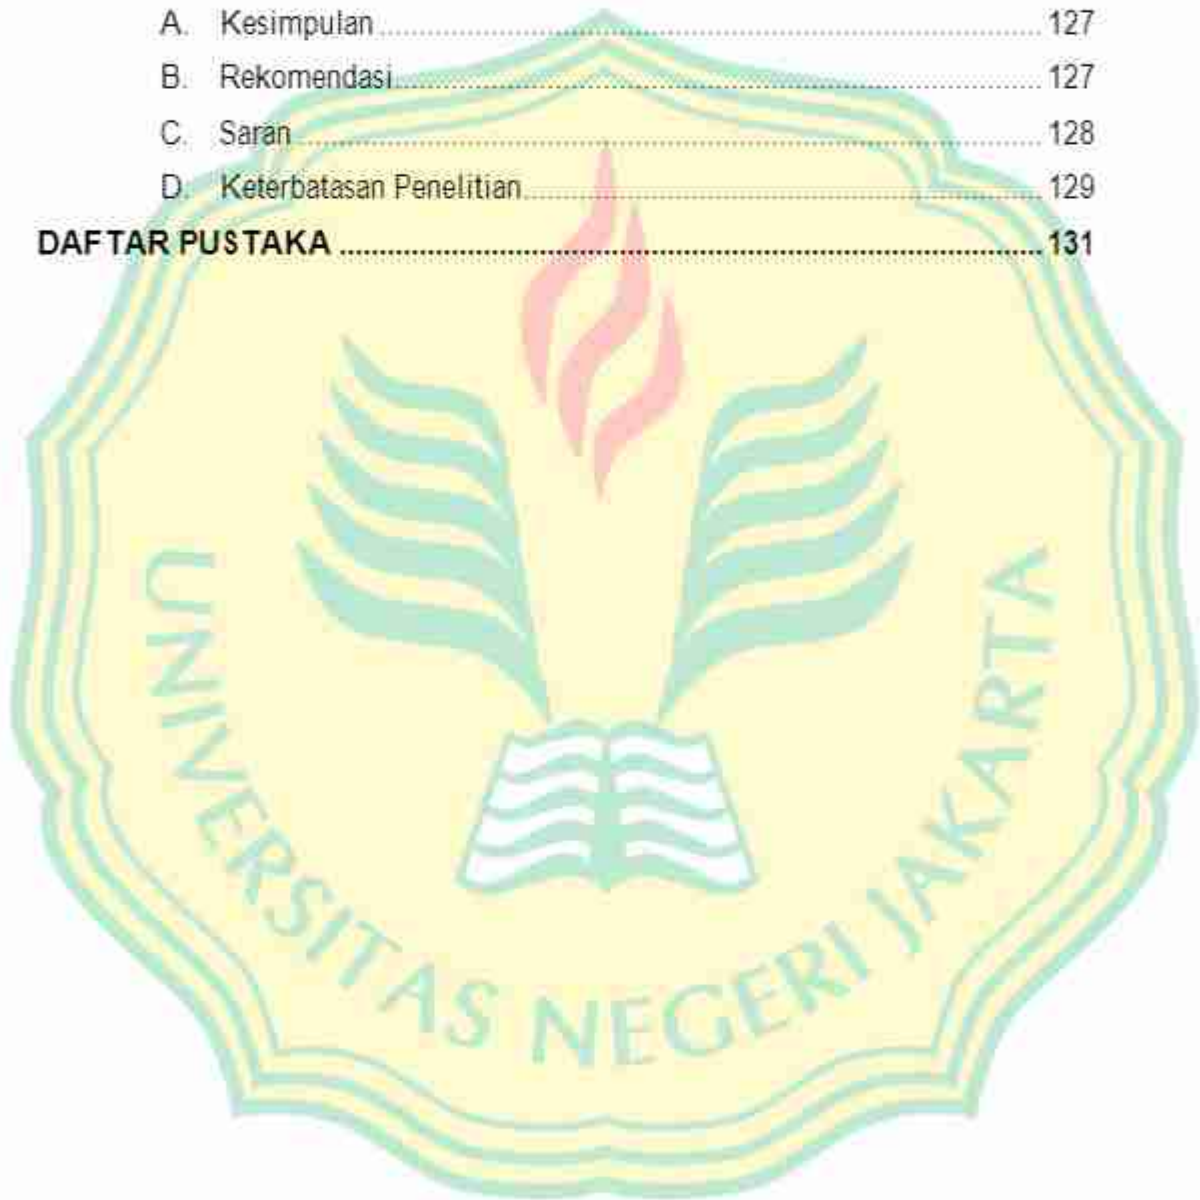 A. Kesimpulan ........ 127
B. Rekomendasi ........ 127
C. Saran ........ 128
D. Keterbatasan Penelitian ........ 129
DAFTAR PUSTAKA ........ 131
UNIVERSITAS NEGERI JAKARTA